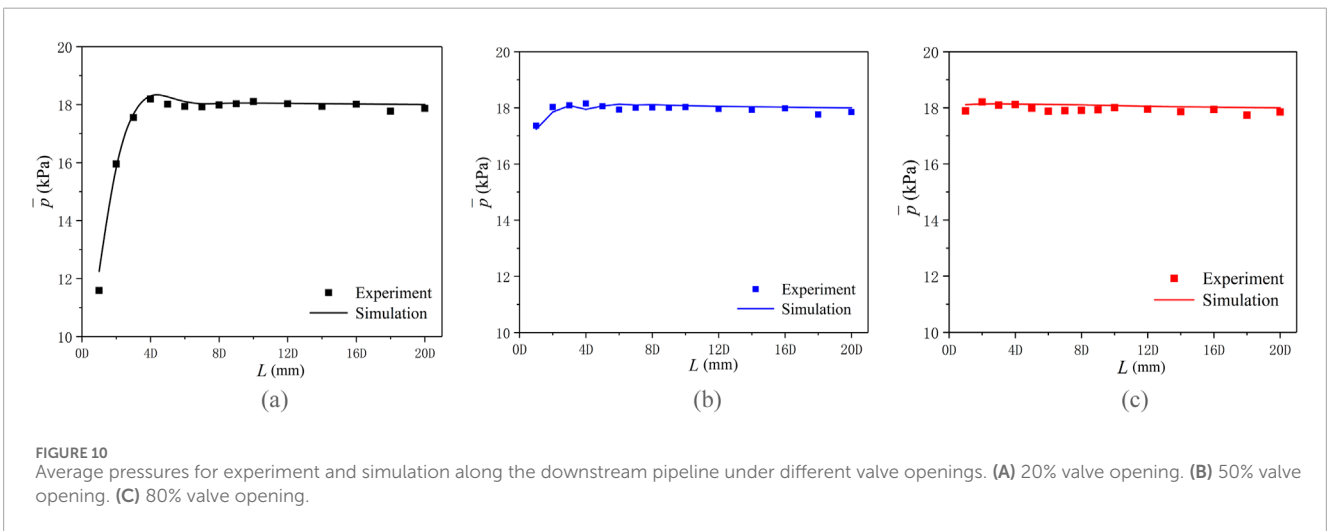 20
18
16
14
12
10
p̄ (kPa)
Experiment
Simulation
0D 4D 8D 12D 16D 20D
L (mm)
(a)
20
18
16
14
12
10
p̄ (kPa)
Experiment
Simulation
0D 4D 8D 12D 16D 20D
L (mm)
(b)
20
18
16
14
12
10
p̄ (kPa)
Experiment
Simulation
0D 4D 8D 12D 16D 20D
L (mm)
(c)
FIGURE 10
Average pressures for experiment and simulation along the downstream pipeline under different valve openings. (A) 20% valve opening. (B) 50% valve
opening. (C) 80% valve opening.